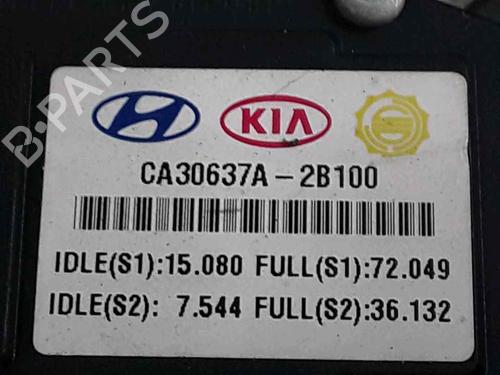 B-PARTS
KIA
CA30637A-2B100
IDLE(S1):15.080 FULL(S1):72.049
IDLE(S2): 7.544 FULL(S2):36.132